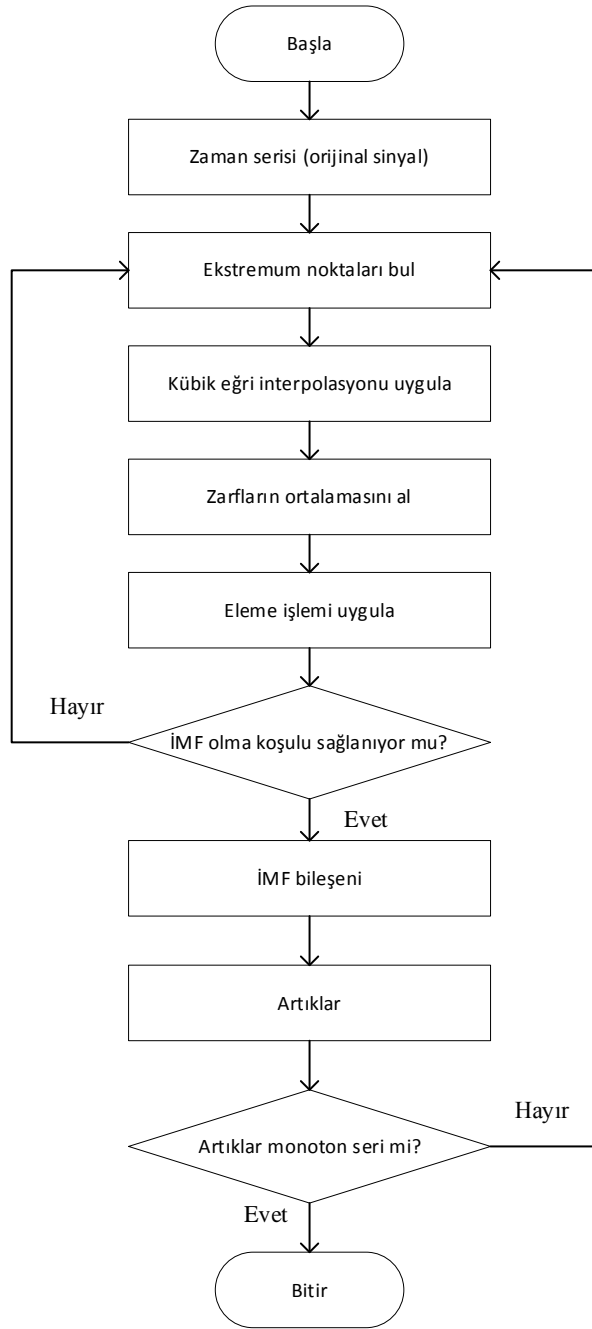 Başla
Zaman serisi (orijinal sinyal)
Ekstremum noktaları bul
Kübik eğri interpolasyonu uygula
Zarfların ortalamasını al
Eleme işlemi uygula
Hayır
İMF olma koşulu sağlanıyor mu?
Evet
İMF bileşeni
Artıklar
Hayır
Artıklar monoton seri mi?
Evet
Bitir